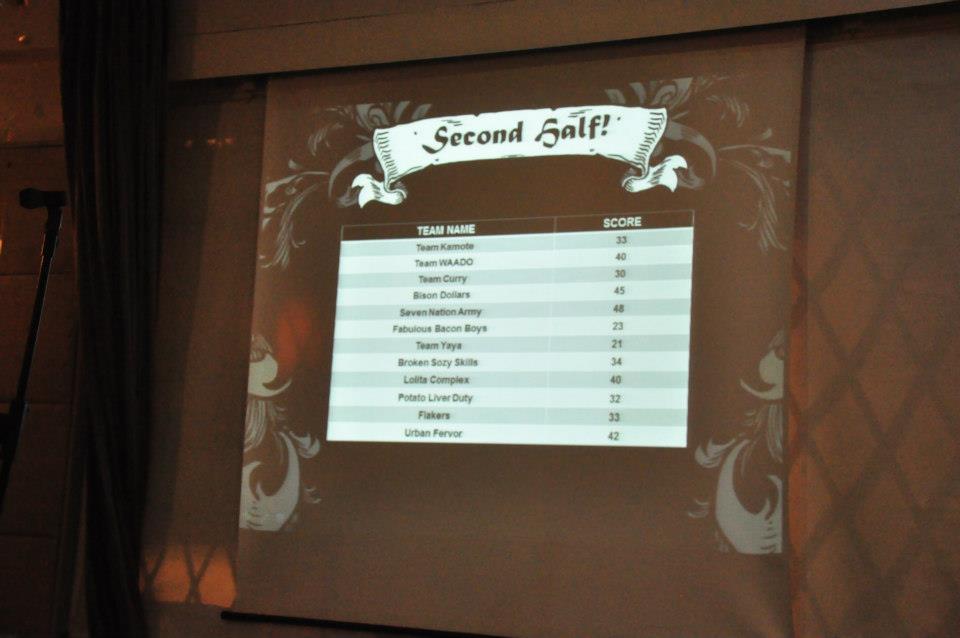 Second Half!
TEAM NAME SCORE
Team Kamote 33
Team WAADO 40
Team Curry 30
Bison Dollars 45
Seven Nation Army 48
Fabulous Bacon Boys 23
Team Yaya 21
Broken Sozy Skills 34
Lolita Complex 40
Potato Liver Duty 32
Flakers 33
Urban Fervor 42